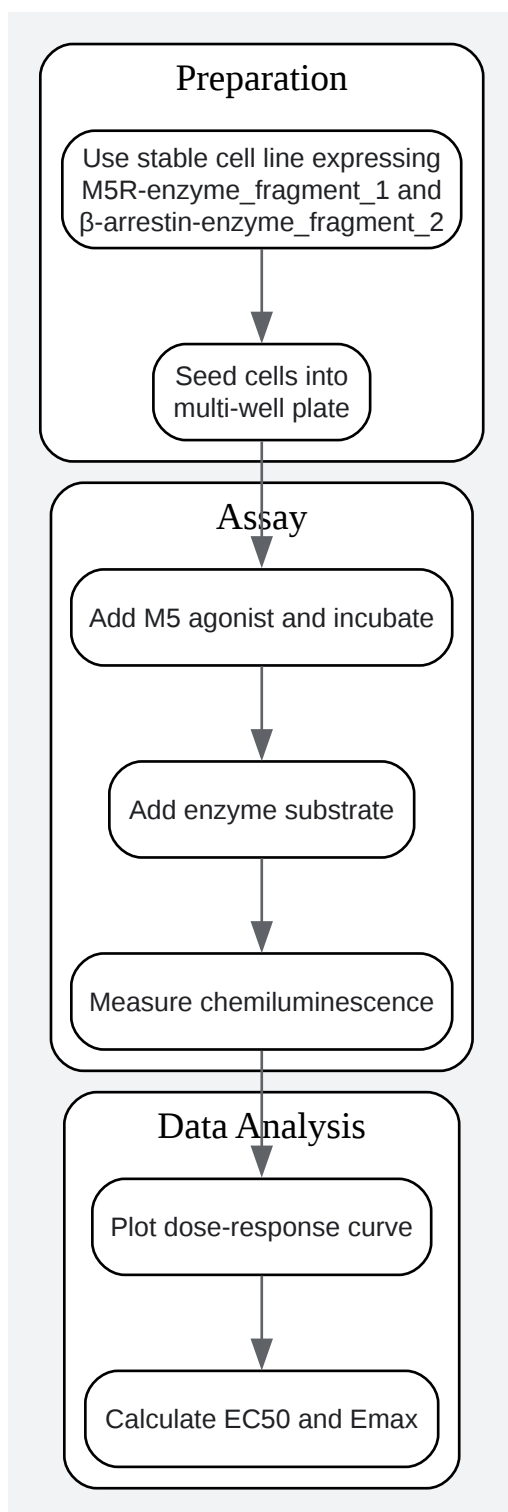 Preparation
Use stable cell line expressing
M5R-enzyme_fragment_1 and
β-arrestin-enzyme_fragment_2
Seed cells into
multi-well plate
Assay
Add M5 agonist and incubate
Add enzyme substrate
Measure chemiluminescence
Data Analysis
Plot dose-response curve
Calculate EC50 and Emax